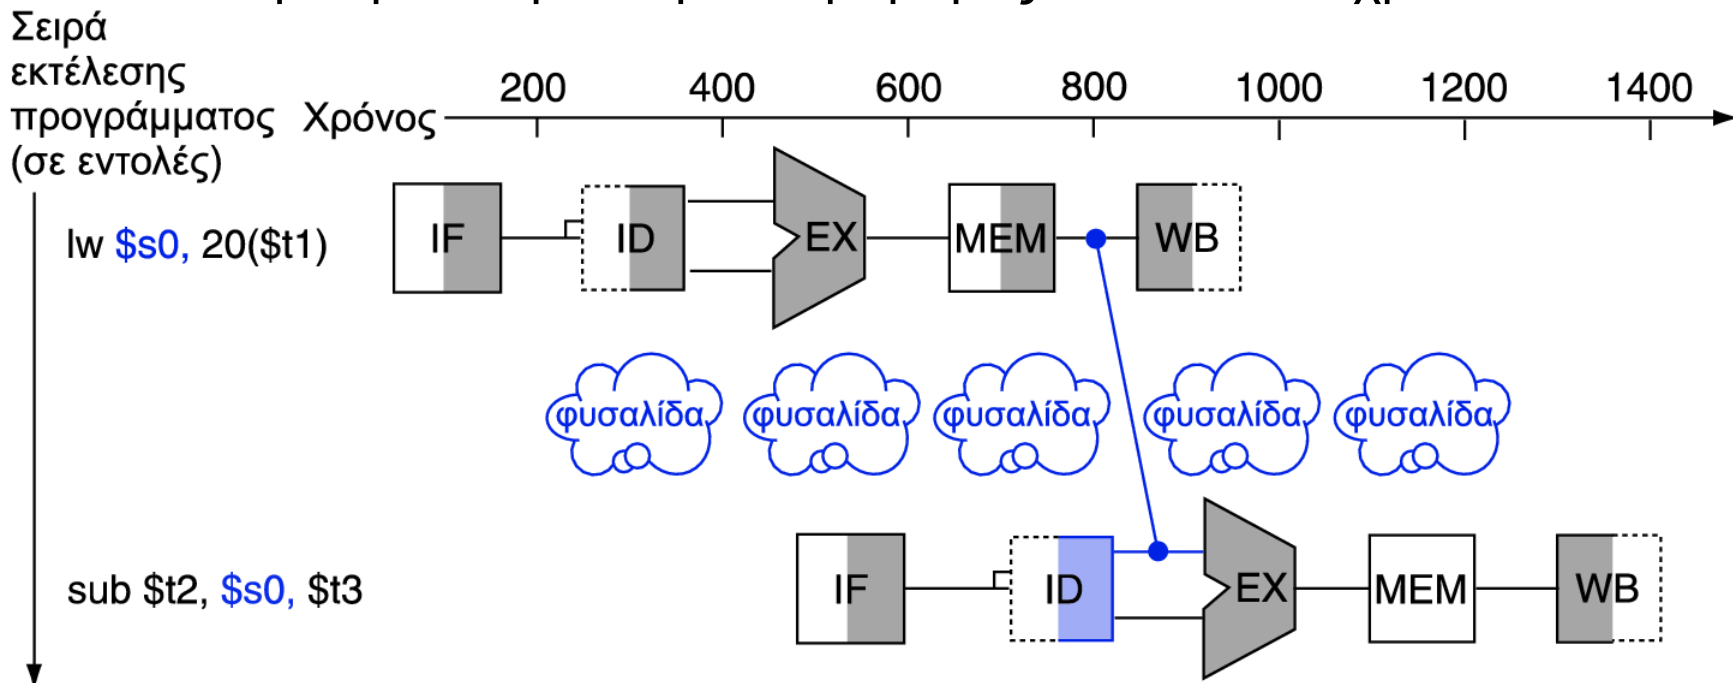 Σειρά
εκτέλεσης
προγράμματος
(σε εντολές)
Χρόνος
200 400 600 800 1000 1200 1400
lw $s0, 20($t1)
IF ID EX MEM WB
φυσαλίδα φυσαλίδα φυσαλίδα φυσαλίδα φυσαλίδα
sub $t2, $s0, $t3
IF ID EX MEM WB